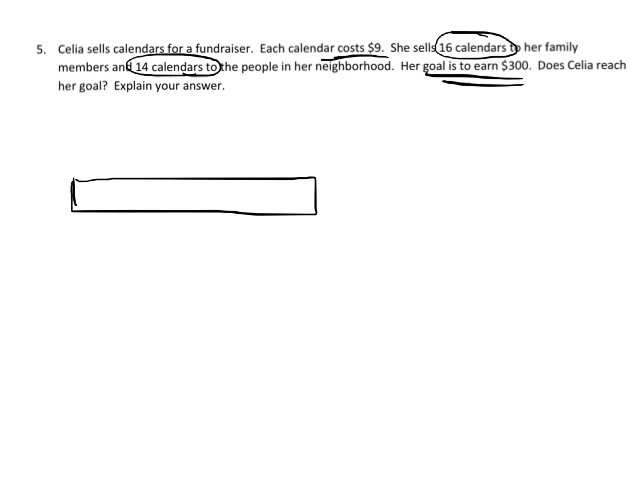 5. Celia sells calendars for a fundraiser. Each calendar costs $9. She sells 16 calendars to her family
members and 14 calendars to the people in her neighborhood. Her goal is to earn $300. Does Celia reach
her goal? Explain your answer.